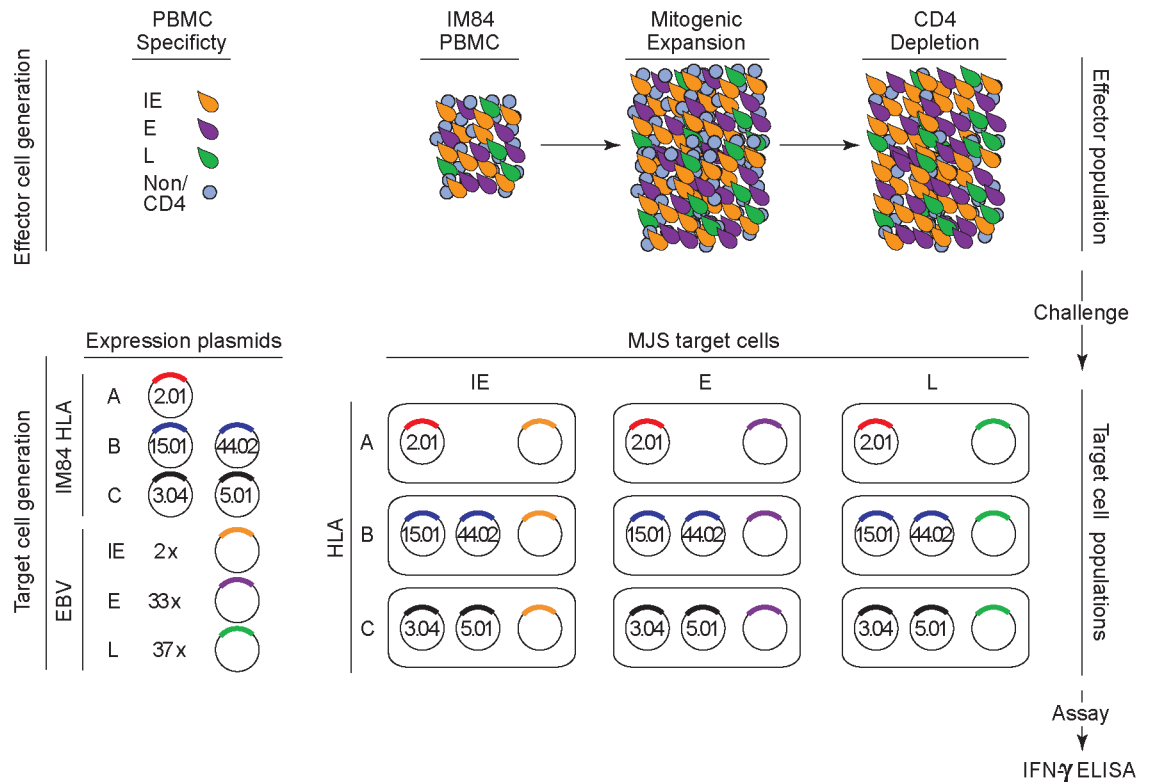 PBMC
Specificty
IM84
PBMC
Mitogenic
Expansion
CD4
Depletion
Effector cell generation
IE
E
L
Non/
CD4
Effector population
Challenge
Expression plasmids
MJS target cells
Target cell generation
IM84 HLA
A
2.01
B
15.01
44.02
C
3.04
5.01
EBV
IE
2x
E
33x
L
37x
IE
E
L
HLA
A
2.01
2.01
2.01
B
15.01
44.02
15.01
44.02
15.01
44.02
C
3.04
5.01
3.04
5.01
3.04
5.01
Target cell populations
Assay
IFN-γ ELISA